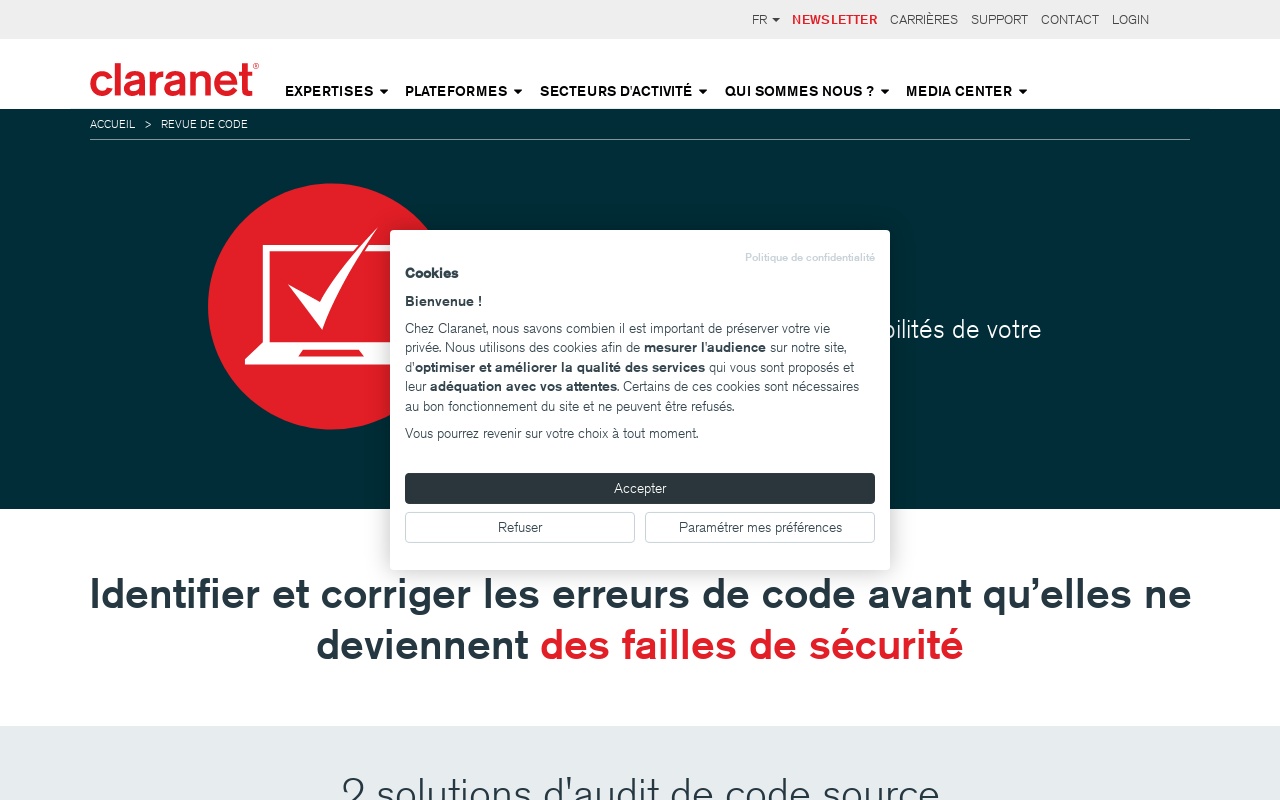 FR
NEWSLETTER
CARRIÈRES
SUPPORT
CONTACT
LOGIN
claranet®
EXPERTISES
PLATEFORMES
SECTEURS D'ACTIVITÉ
QUI SOMMES NOUS ?
MEDIA CENTER
ACCUEIL > REVUE DE CODE
de votre
Politique de confidentialité
Cookies
Bienvenue !
Chez Claranet, nous savons combien il est important de préserver votre vie
privée. Nous utilisons des cookies afin de mesurer l'audience sur notre site,
d'optimiser et améliorer la qualité des services qui vous sont proposés et
leur adéquation avec vos attentes. Certains de ces cookies sont nécessaires
au bon fonctionnement du site et ne peuvent être refusés.
Vous pourrez revenir sur votre choix à tout moment.
Accepter
Refuser
Paramétrer mes préférences
Identifier et corriger les erreurs de code avant qu’elles ne
deviennent des failles de sécurité
2 solutions d'audit de code source